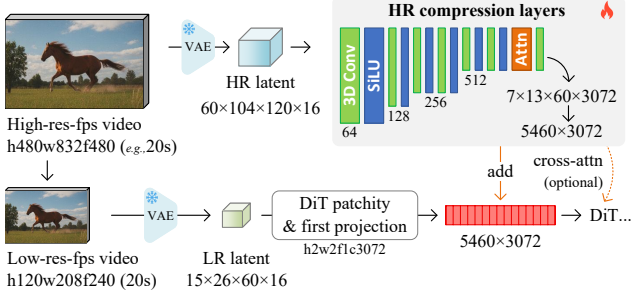 HR compression layers
VAE
HR latent
60×104×120×16
High-res-fps video
h480w832f480 (e.g.,20s)
3D Conv
SiLU
Attn
64
128
256
512
7×13×60×3072
5460×3072
add
cross-attn
(optional)
VAE
DiT patchity
& first projection
h2w2f1c3072
DiT...
5460×3072
Low-res-fps video
h120w208f240 (20s)
LR latent
15×26×60×16